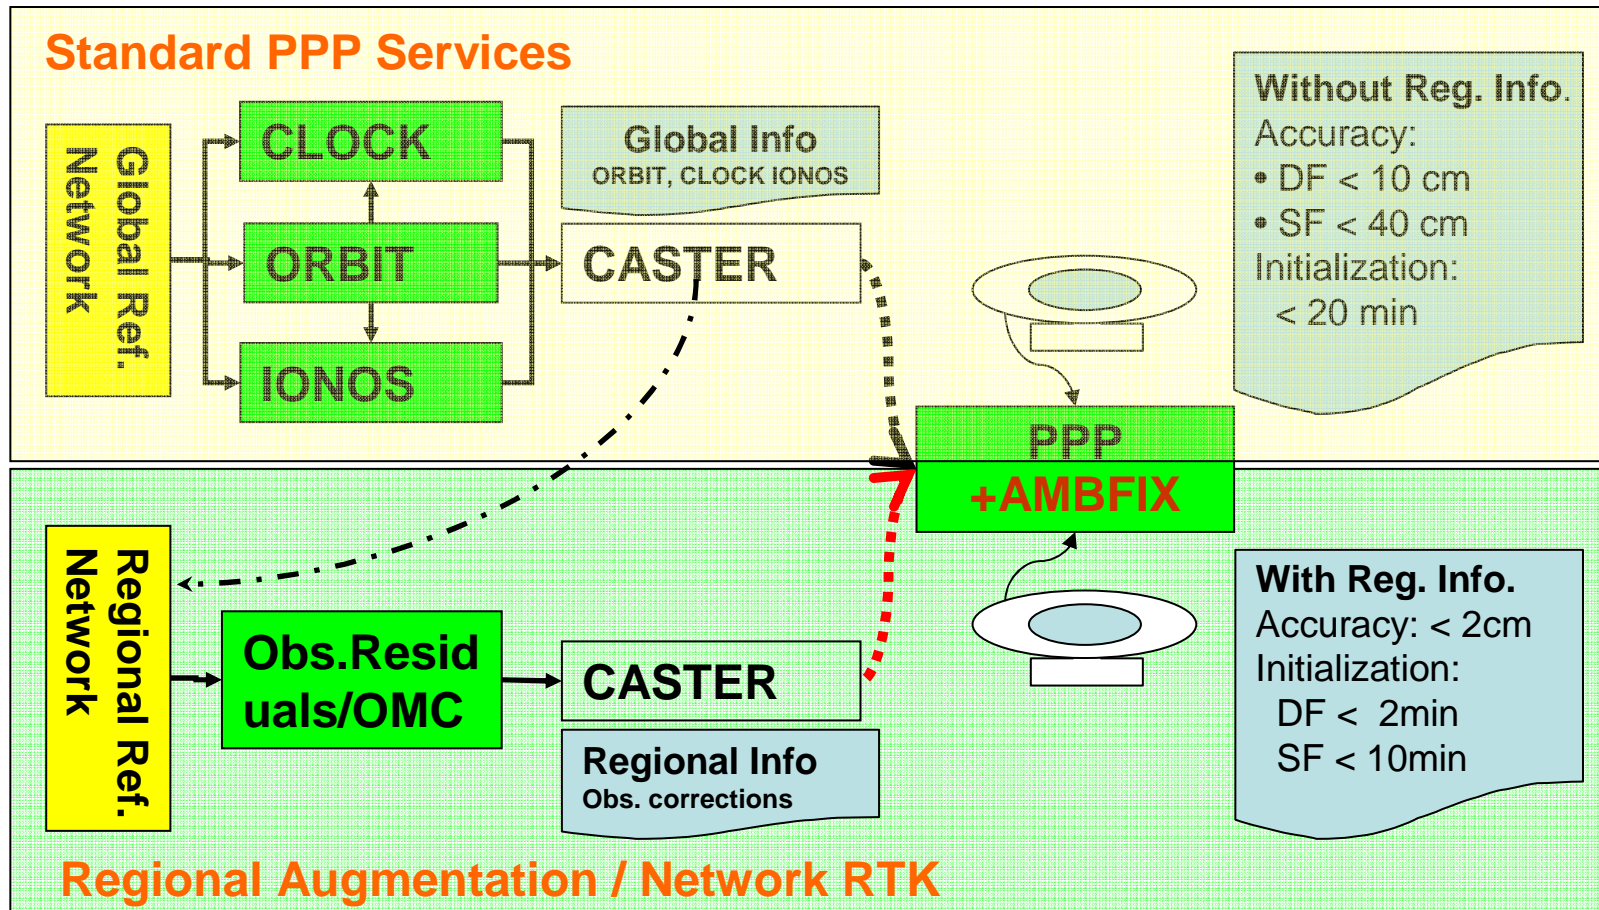 Standard PPP Services
Global Ref.
Network
CLOCK
ORBIT
IONOS
Global Info
ORBIT, CLOCK IONOS
CASTER
Without Reg. Info.
Accuracy:
• DF < 10 cm
• SF < 40 cm
Initialization:
< 20 min
PPP
+AMBFIX
Regional Ref.
Network
Obs.Resid
uals/OMC
CASTER
Regional Info
Obs. corrections
With Reg. Info.
Accuracy: < 2cm
Initialization:
DF < 2min
SF < 10min
Regional Augmentation / Network RTK